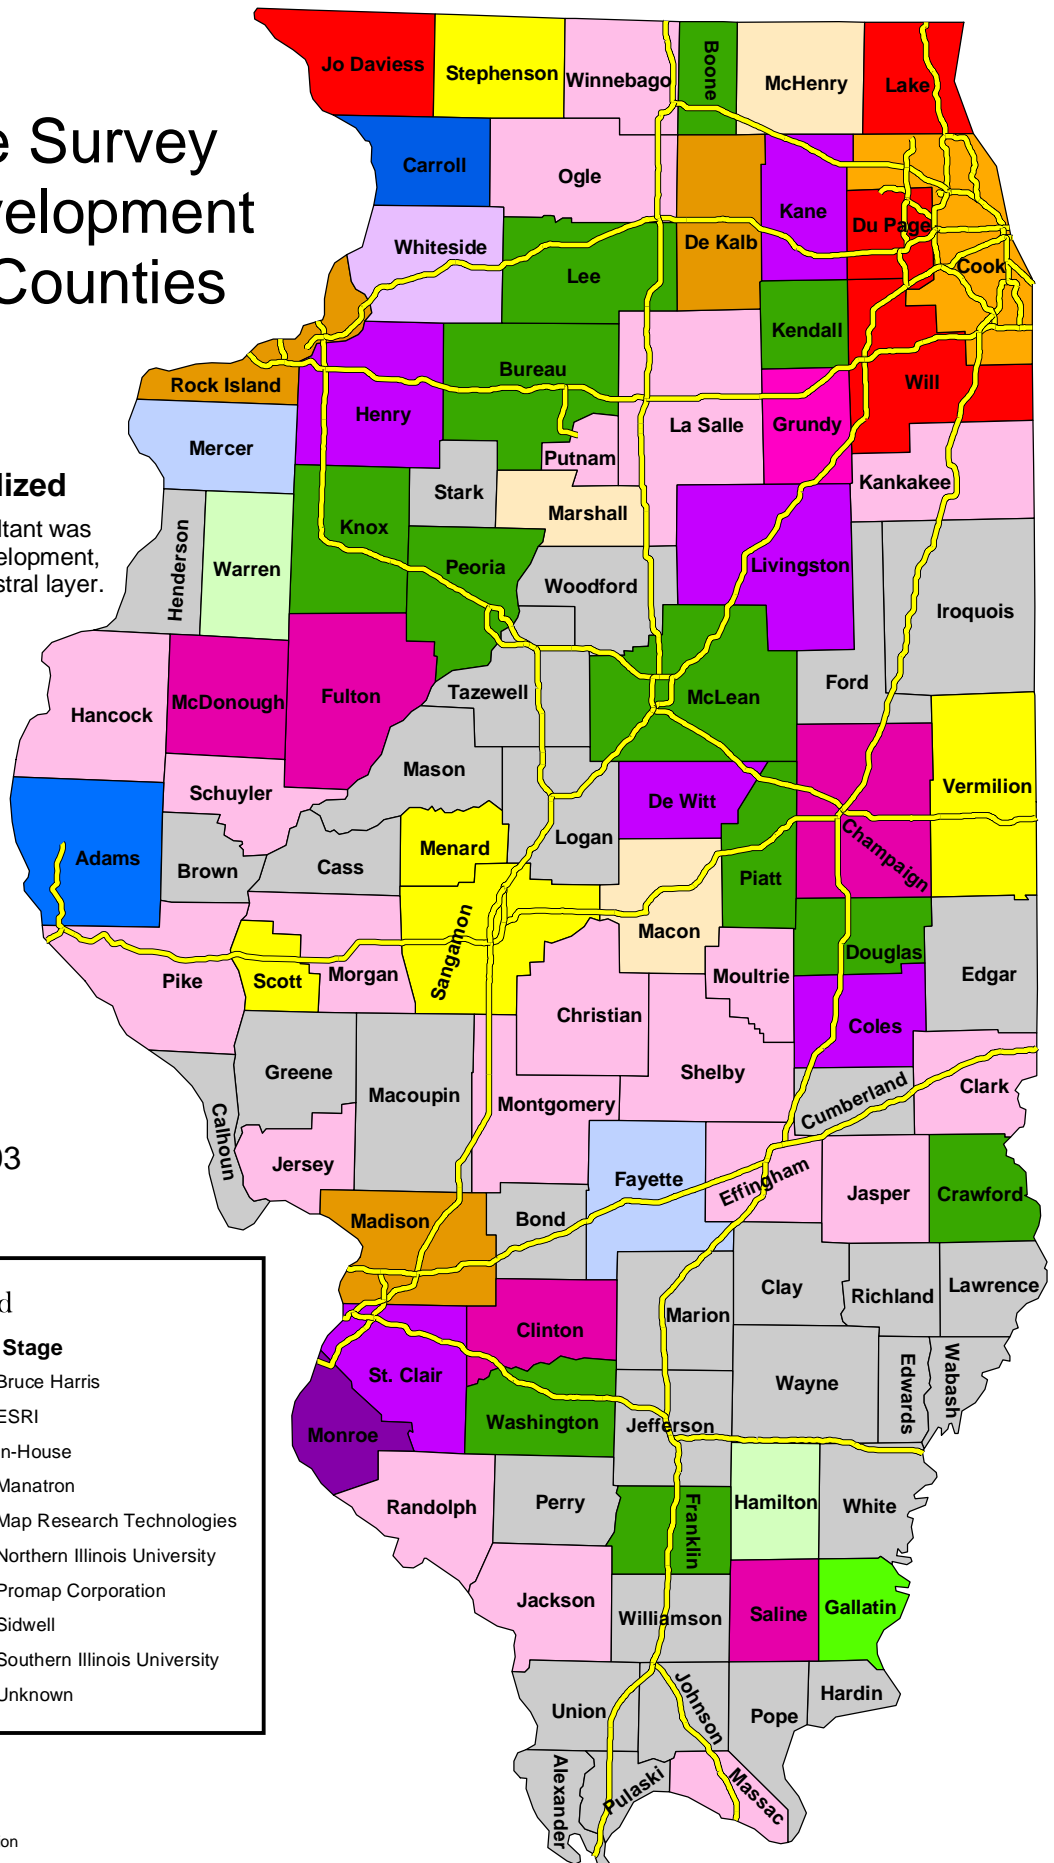 e Survey
velopment
Counties
lized
ltant was
elopment,
stral layer.
03
d
Stage
Bruce Harris
ESRI
In-House
Manatron
Map Research Technologies
Northern Illinois University
Promap Corporation
Sidwell
Southern Illinois University
Unknown
on
Jo Daviess
Stephenson
Winnebago
Boone
McHenry
Lake
Carroll
Ogle
Kane
Du Page
Cook
Whiteside
Lee
De Kalb
Kendall
Rock Island
Henry
Bureau
La Salle
Grundy
Will
Mercer
Putnam
Kankakee
Stark
Marshall
Henderson
Warren
Knox
Peoria
Woodford
Livingston
Iroquois
Hancock
McDonough
Fulton
Tazewell
McLean
Ford
Mason
Schuyler
De Witt
Vermilion
Logan
Menard
Champaign
Adams
Brown
Cass
Piatt
Macon
Sangamon
Douglas
Pike
Scott
Morgan
Moultrie
Edgar
Christian
Coles
Greene
Macoupin
Shelby
Montgomery
Cumberland
Clark
Calhoun
Jersey
Fayette
Effingham
Jasper
Crawford
Madison
Bond
Clay
Richland
Lawrence
Marion
Clinton
St. Clair
Wayne
Edwards
Wabash
Monroe
Washington
Jefferson
Randolph
Perry
Franklin
Hamilton
White
Jackson
Williamson
Saline
Gallatin
Union
Johnson
Pope
Hardin
Alexander
Pulaski
Massac